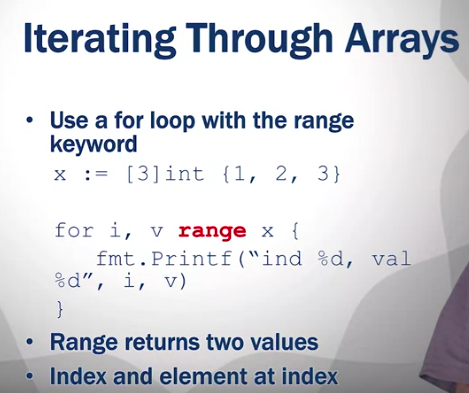 Iterating Through Arrays
• Use a for loop with the range
keyword
x := [3]int {1, 2, 3}
for i, v range x {
fmt.Printf(“ind %d, val
%d”, i, v)
}
• Range returns two values
• Index and element at index